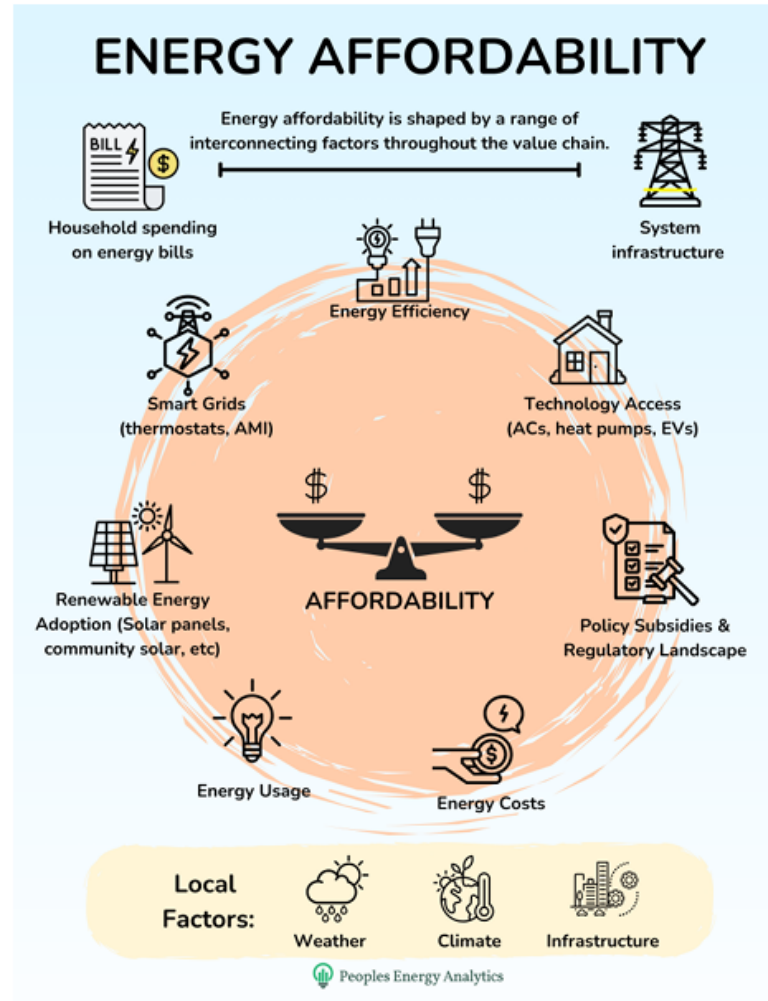 ENERGY AFFORDABILITY
Energy affordability is shaped by a range of
interconnecting factors throughout the value chain.
BILL
$
Household spending
on energy bills
System
infrastructure
Energy Efficiency
Smart Grids
(thermostats, AMI)
Technology Access
(ACs, heat pumps, EVs)
$ $
AFFORDABILITY
Renewable Energy
Adoption (Solar panels,
community solar, etc)
Policy Subsidies &
Regulatory Landscape
Energy Usage
$
Energy Costs
Local
Factors:
Weather
Climate
Infrastructure
Peoples Energy Analytics